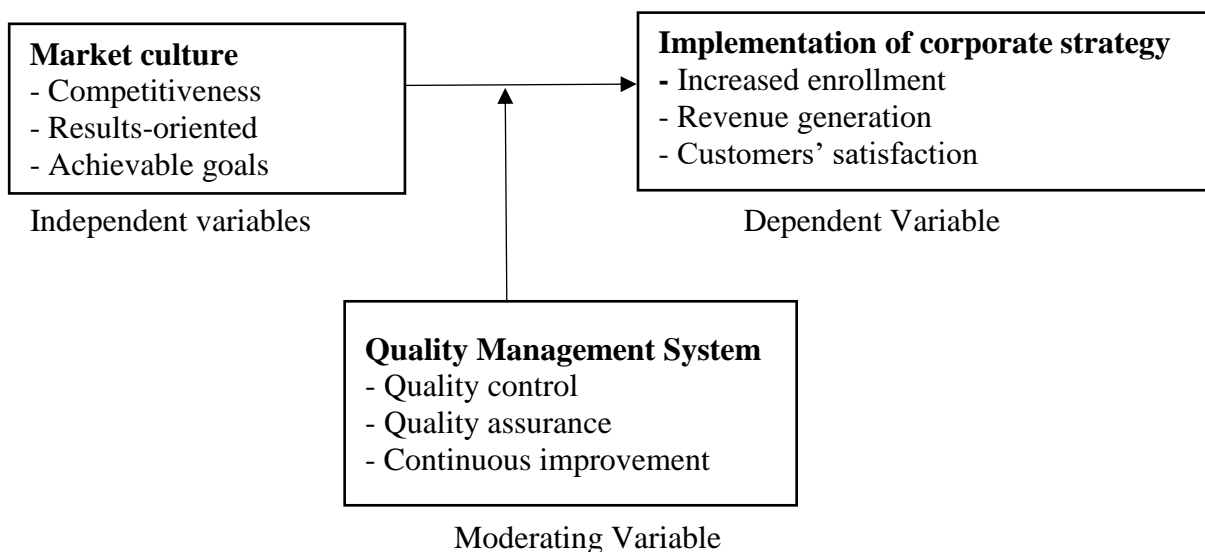 Market culture
- Competitiveness
- Results-oriented
- Achievable goals
Independent variables
Implementation of corporate strategy
- Increased enrollment
- Revenue generation
- Customers’ satisfaction
Dependent Variable
Quality Management System
- Quality control
- Quality assurance
- Continuous improvement
Moderating Variable